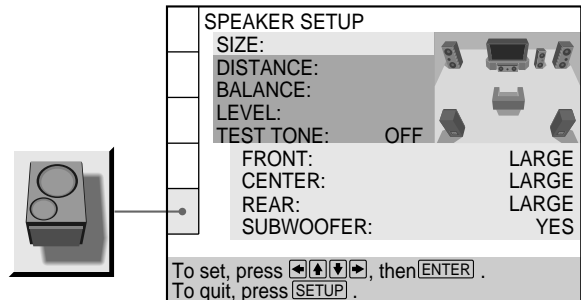 SPEAKER SETUP
SIZE:
DISTANCE:
BALANCE:
LEVEL:
TEST TONE: OFF
FRONT: LARGE
CENTER: LARGE
REAR: LARGE
SUBWOOFER: YES
To set, press ←↑↓→, then ENTER .
To quit, press SETUP .